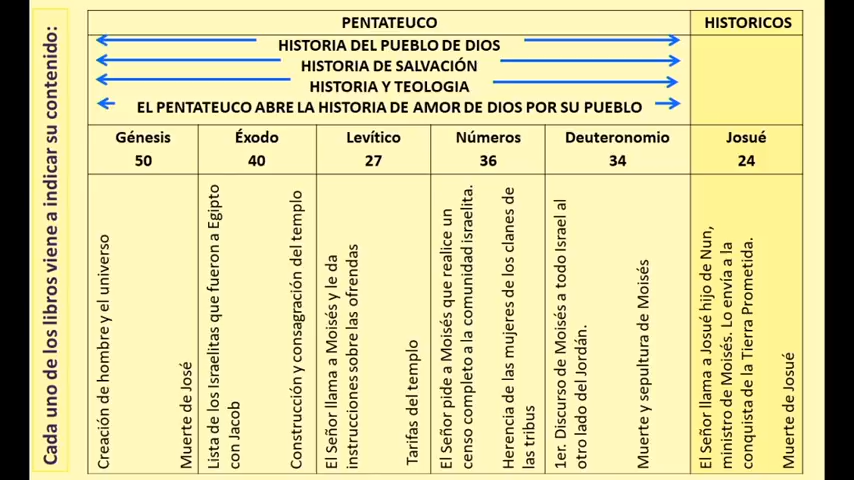 Cada uno de los libros viene a indicar su contenido:
PENTATEUCO
HISTORICOS
HISTORIA DEL PUEBLO DE DIOS
HISTORIA DE SALVACIÓN
HISTORIA Y TEOLOGIA
EL PENTATEUCO ABRE LA HISTORIA DE AMOR DE DIOS POR SU PUEBLO
Génesis
50
Éxodo
40
Levítico
27
Números
36
Deuteronomio
34
Josué
24
Creación de hombre y el universo
Muerte de José
Lista de los Israelitas que fueron a Egipto
con Jacob
Construcción y consagración del templo
El Señor llama a Moisés y le da
instrucciones sobre las ofrendas
Tarifas del templo
El Señor pide a Moisés que realice un
censo completo a la comunidad israelita.
Herencia de las mujeres de los clanes de
las tribus
1er. Discurso de Moisés a todo Israel al
otro lado del Jordán.
Muerte y sepultura de Moisés
El Señor llama a Josué hijo de Nun,
ministro de Moisés. Lo envía a la
conquista de la Tierra Prometida.
Muerte de Josué